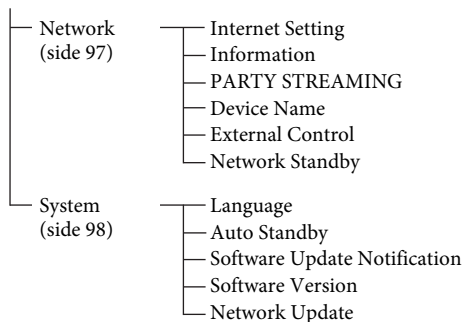 Network
(side 97)
Internet Setting
Information
PARTY STREAMING
Device Name
External Control
Network Standby
System
(side 98)
Language
Auto Standby
Software Update Notification
Software Version
Network Update